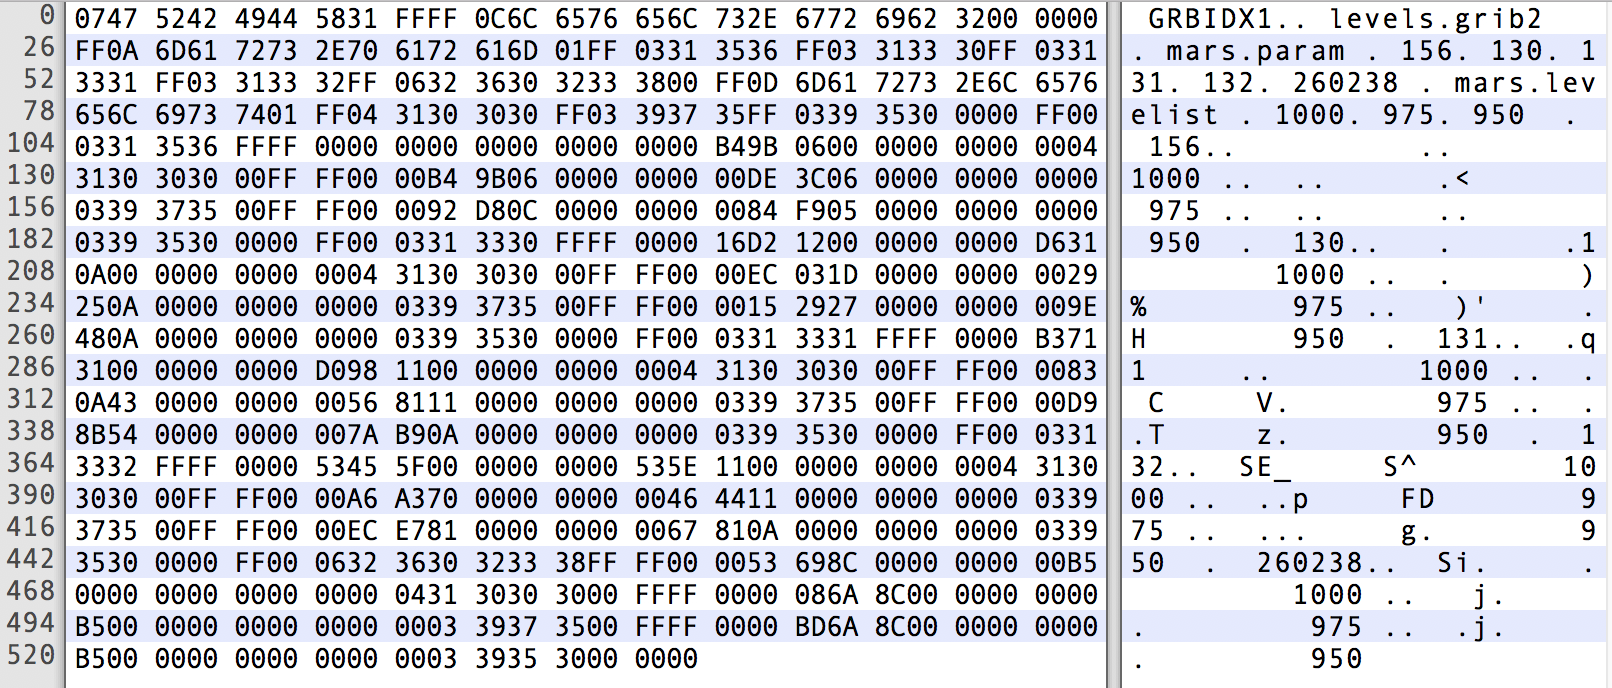 0 0747 5242 4944 5831 FFFF 0C6C 6576 656C 732E 6772 6962 3200 0000 GRBIDX1.. levels.grib2
26 FF0A 6D61 7273 2E70 6172 616D 01FF 0331 3536 FF03 3133 30FF 0331 . mars.param . 156. 130. 1
52 3331 FF03 3133 32FF 0632 3630 3233 3800 FF0D 6D61 7273 2E6C 6576 31. 132. 260238 . mars.lev
78 656C 6973 7401 FF04 3130 3030 FF03 3937 35FF 0339 3530 0000 FF00 elist . 1000. 975. 950 .
104 0331 3536 FFFF 0000 0000 0000 0000 0000 B49B 0600 0000 0000 0004 156.. ..
130 3130 3030 00FF FF00 00B4 9B06 0000 0000 00DE 3C06 0000 0000 0000 1000 .. .. .<
156 0339 3735 00FF FF00 0092 D80C 0000 0000 0084 F905 0000 0000 0000 975 .. .. ..
182 0339 3530 0000 FF00 0331 3330 FFFF 0000 16D2 1200 0000 0000 D631 950 . 130.. . .1
208 0A00 0000 0000 0004 3130 3030 00FF FF00 00EC 031D 0000 0000 0029 1000 .. . )
234 250A 0000 0000 0000 0339 3735 00FF FF00 0015 2927 0000 0000 009E % 975 .. )' .
260 480A 0000 0000 0000 0339 3530 0000 FF00 0331 3331 FFFF 0000 B371 H 950 . 131.. .q
286 3100 0000 0000 D098 1100 0000 0000 0004 3130 3030 00FF FF00 0083 1 .. 1000 .. .
312 0A43 0000 0000 0056 8111 0000 0000 0000 0339 3735 00FF FF00 00D9 C V. 975 .. .
338 8B54 0000 0000 007A B90A 0000 0000 0000 0339 3530 0000 FF00 0331 .T z. 950 . 1
364 3332 FFFF 0000 5345 5F00 0000 0000 535E 1100 0000 0000 0004 3130 32.. SE_ S^ 10
390 3030 00FF FF00 00A6 A370 0000 0000 0046 4411 0000 0000 0000 0339 00 .. ..p FD 9
416 3735 00FF FF00 00EC E781 0000 0000 0067 810A 0000 0000 0000 0339 75 .. ... g. 9
442 3530 0000 FF00 0632 3630 3233 38FF FF00 0053 698C 0000 0000 00B5 50 . 260238.. Si. .
468 0000 0000 0000 0000 0431 3030 3000 FFFF 0000 086A 8C00 0000 0000 1000 .. j.
494 B500 0000 0000 0000 0003 3937 3500 FFFF 0000 BD6A 8C00 0000 0000 . 975 .. .j.
520 B500 0000 0000 0000 0003 3935 3000 0000 . 950